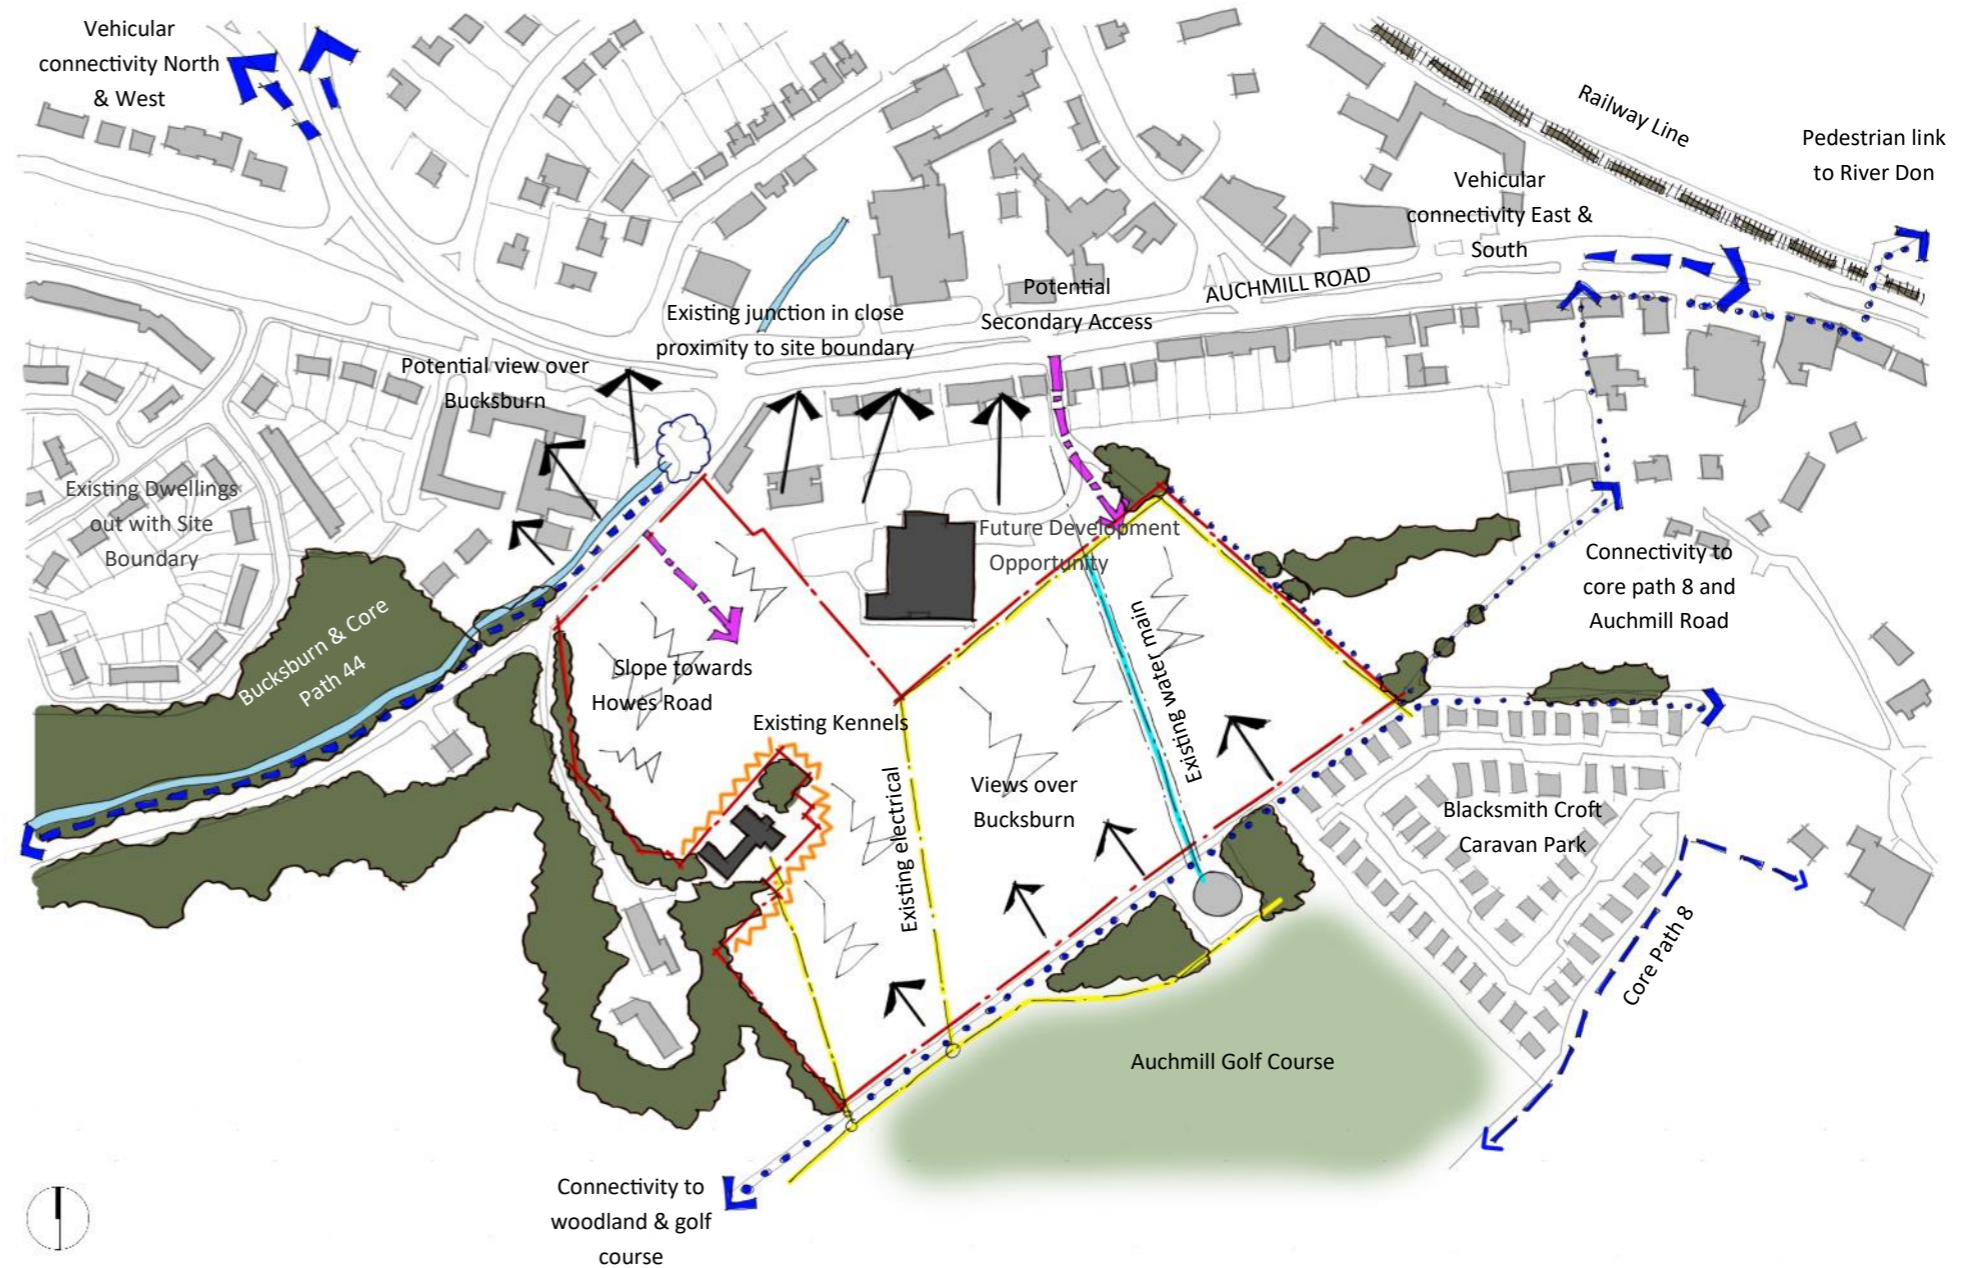 Vehicular
connectivity North
& West
Railway Line
Pedestrian link
to River Don
Vehicular
connectivity East &
South
AUCHMILL ROAD
Potential
Secondary Access
Existing junction in close
proximity to site boundary
Potential view over
Bucksburn
Existing Dwellings
out with Site
Boundary
Future Development
Opportunity
Connectivity to
core path 8 and
Auchmill Road
Bucksburn & Core
Path 44
Slope towards
Howes Road
Existing water main
Existing Kennels
Existing electrical
Views over
Bucksburn
Blacksmith Croft
Caravan Park
Core Path 8
Auchmill Golf Course
Connectivity to
woodland & golf
course